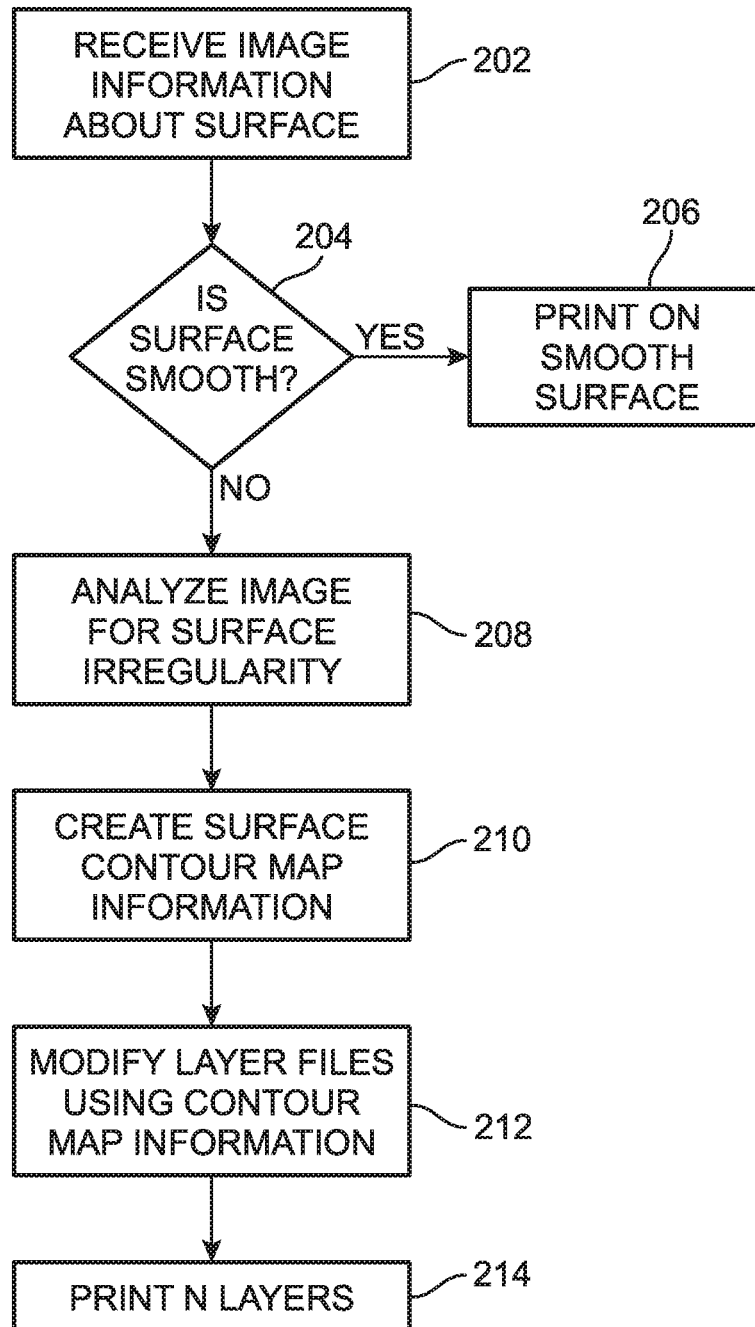 RECEIVE IMAGE
INFORMATION
ABOUT SURFACE
202
204
IS
SURFACE
SMOOTH?
YES
206
PRINT ON
SMOOTH
SURFACE
NO
ANALYZE IMAGE
FOR SURFACE
IRREGULARITY
208
CREATE SURFACE
CONTOUR MAP
INFORMATION
210
MODIFY LAYER FILES
USING CONTOUR
MAP INFORMATION
212
PRINT N LAYERS
214